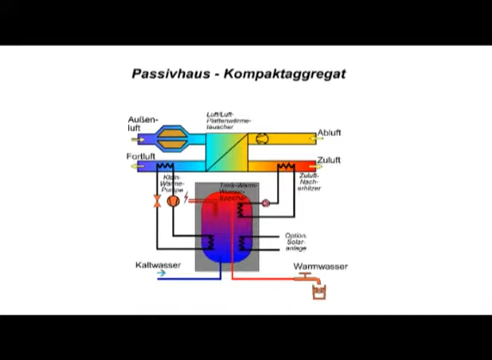 Passivhaus - Kompaktaggregat
Außen-
luft
Luft/Luft-
Plattenwärme-
tauscher
Abluft
Fortluft
Zuluft
Klein-
Wärme-
Pumpe
Trink-Warm-
Wasser-
Speicher
Zuluft-
Nach-
erhitzer
Option.
Solar-
anlage
Kaltwasser
Warmwasser